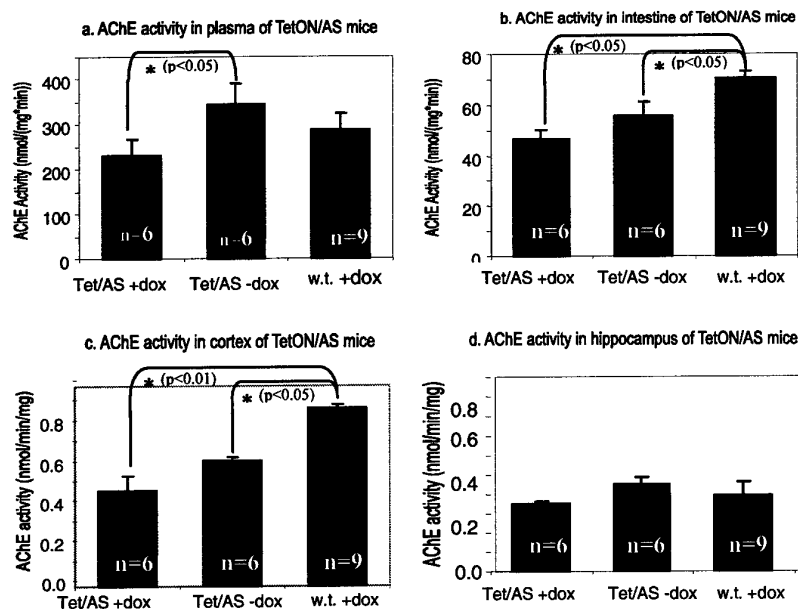 a. AChE activity in plasma of TetON/AS mice
* (p<0.05)
AChE Activity (nmol/(mg*min))
400
300
200
100
0
n=6
n=6
n=9
Tet/AS +dox
Tet/AS -dox
w.t. +dox
b. AChE activity in intestine of TetON/AS mice
* (p<0.05)
* (p<0.05)
AChE Activity (nmol/(mg*min))
80
60
40
20
0
n=6
n=6
n=9
Tet/AS +dox
Tet/AS -dox
w.t. +dox
c. AChE activity in cortex of TetON/AS mice
* (p<0.01)
* (p<0.05)
AChE activity (nmol/min/mg)
0.8
0.6
0.4
0.2
0.0
n=6
n=6
n=9
Tet/AS +dox
Tet/AS -dox
w.t. +dox
d. AChE activity in hippocampus of TetON/AS mice
AChE activity (nmol/min/mg)
0.8
0.6
0.4
0.2
0.0
n=6
n=6
n=9
Tet/AS +dox
Tet/AS -dox
w.t. +dox